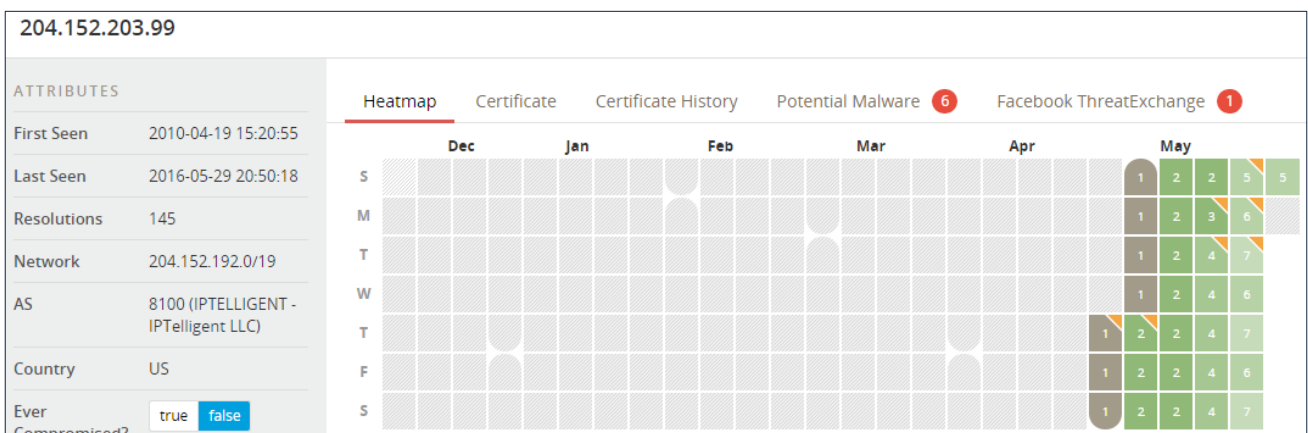 204.152.203.99
ATTRIBUTES
First Seen 2010-04-19 15:20:55
Last Seen 2016-05-29 20:50:18
Resolutions 145
Network 204.152.192.0/19
AS 8100 (IPTELLIGENT -
IPTelligent LLC)
Country US
Ever true false
Compromised?
Heatmap Certificate Certificate History Potential Malware 6 Facebook ThreatExchange 1
Dec Jan Feb Mar Apr May
S 1 2 2 5 5
M 1 2 3 6
T 1 2 4 7
W 1 2 4 6
T 1 2 2 4 7
F 1 2 2 4 6
S 1 2 2 4 7